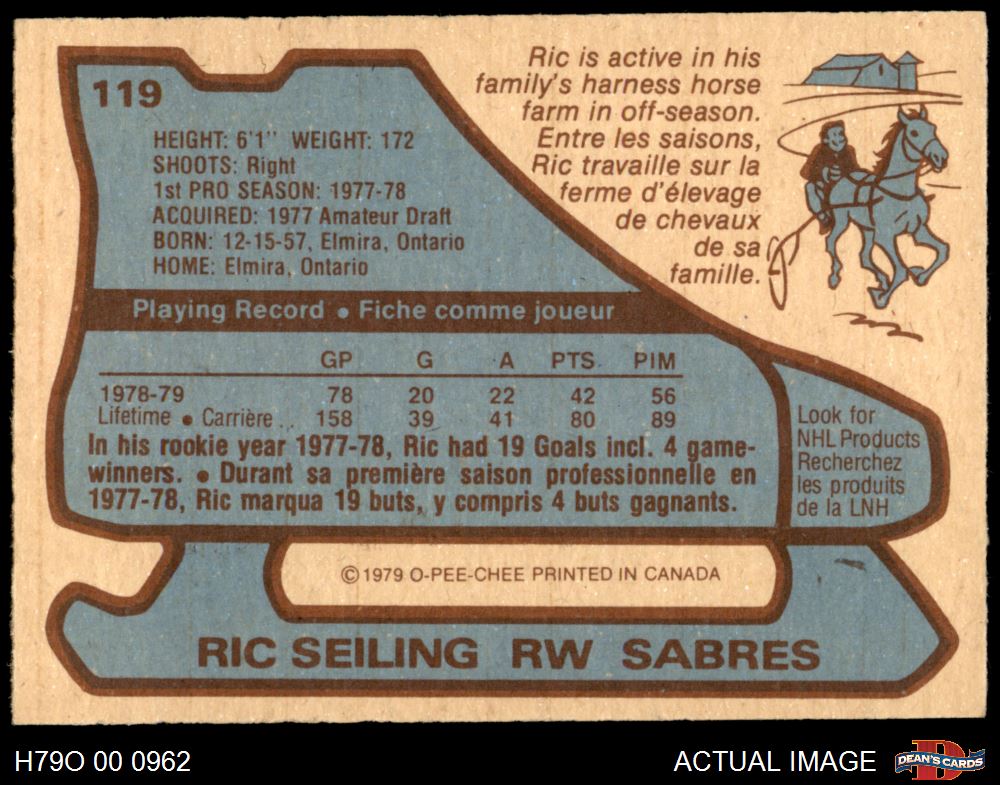 119
HEIGHT: 6'1" WEIGHT: 172
SHOOTS: Right
1st PRO SEASON: 1977-78
ACQUIRED: 1977 Amateur Draft
BORN: 12-15-57, Elmira, Ontario
HOME: Elmira, Ontario
Ric is active in his
family's harness horse
farm in off-season.
Entre les saisons,
Ric travaille sur la
ferme d'élevage
de chevaux
de sa
famille.
Playing Record • Fiche comme joueur
GP G A PTS PIM
1978-79 78 20 22 42 56
Lifetime • Carrière .. 158 39 41 80 89
In his rookie year 1977-78, Ric had 19 Goals incl. 4 game-
winners. • Durant sa première saison professionnelle en
1977-78, Ric marqua 19 buts, y compris 4 buts gagnants.
Look for
NHL Products
Recherchez
les produits
de la LNH
©1979 O-PEE-CHEE PRINTED IN CANADA
RIC SEILING RW SABRES
H79O 00 0962
ACTUAL IMAGE
D
DEAN'S CARDS